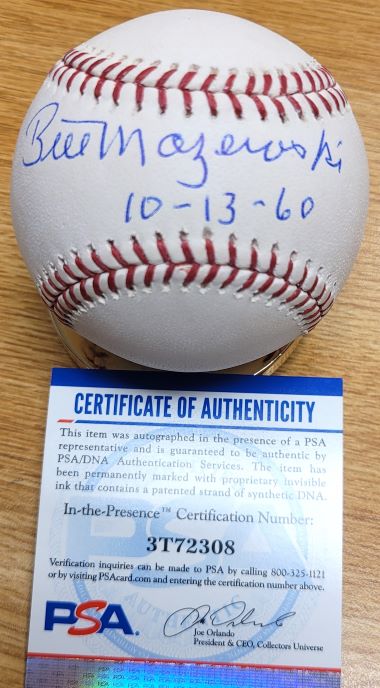 Bill Mazeroski
10-13-60
CERTIFICATE OF AUTHENTICITY
This item was autographed in the presence of a PSA
representative and is guaranteed to be authentic by
PSA/DNA Authentication Services. The item has
been permanently marked with proprietary invisible
ink that contains a patented strand of synthetic DNA.
In-the-Presence™ Certification Number:
3T72308
Verification inquiries can be made to PSA by calling 800-325-1121
or by visiting PSAcard.com and entering the certification number above.
PSA.
Joe Orlando
President & CEO, Collectors Universe